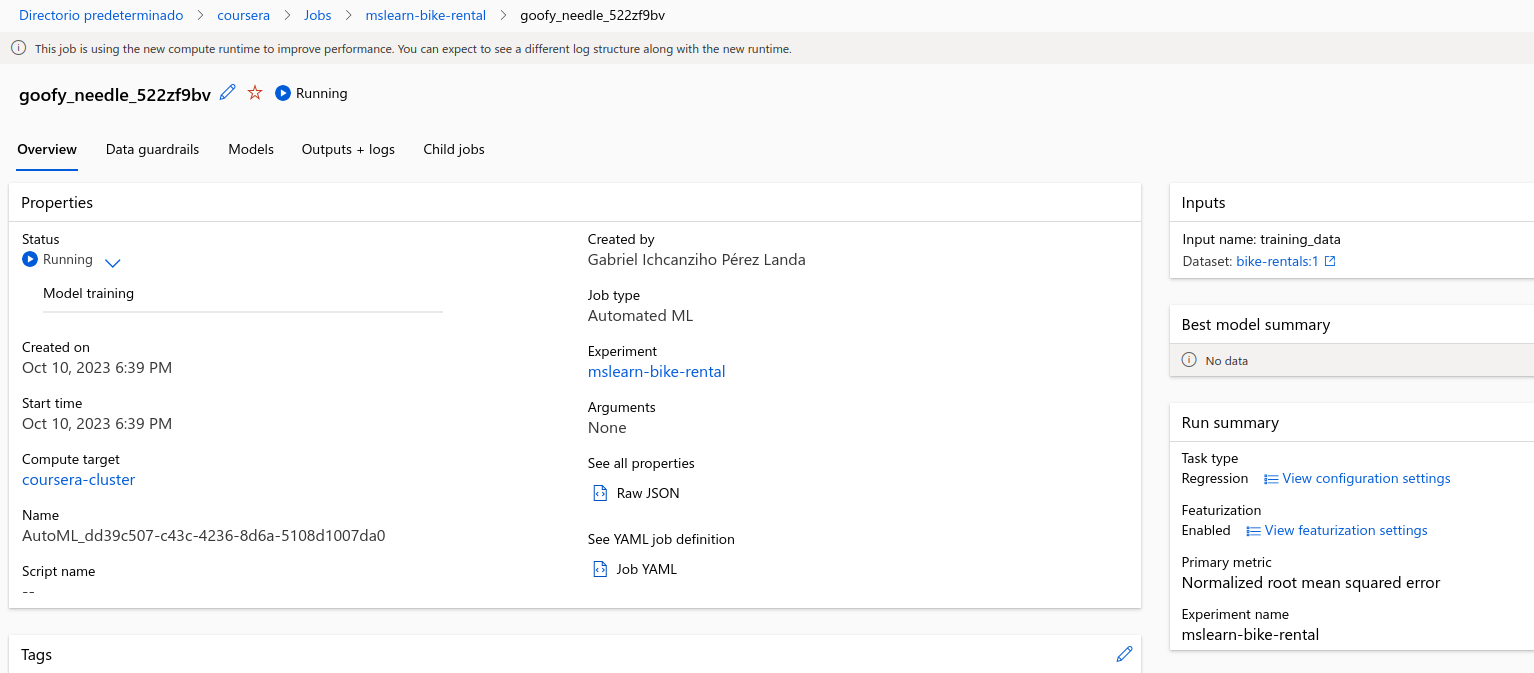 Directorio predeterminado > coursera > Jobs > mslearn-bike-rental > goofy_needle_522zf9bv
This job is using the new compute runtime to improve performance. You can expect to see a different log structure along with the new runtime.
goofy_needle_522zf9bv Running
Overview Data guardrails Models Outputs + logs Child jobs
Properties
Status
Running
Model training
Created on
Oct 10, 2023 6:39 PM
Start time
Oct 10, 2023 6:39 PM
Compute target
coursera-cluster
Name
AutoML_dd39c507-c43c-4236-8d6a-5108d1007da0
Script name
--
Created by
Gabriel Ichcanziho Pérez Landa
Job type
Automated ML
Experiment
mslearn-bike-rental
Arguments
None
See all properties
Raw JSON
See YAML job definition
Job YAML
Tags
Inputs
Input name: training_data
Dataset: bike-rentals:1
Best model summary
No data
Run summary
Task type
Regression View configuration settings
Featurization
Enabled View featurization settings
Primary metric
Normalized root mean squared error
Experiment name
mslearn-bike-rental